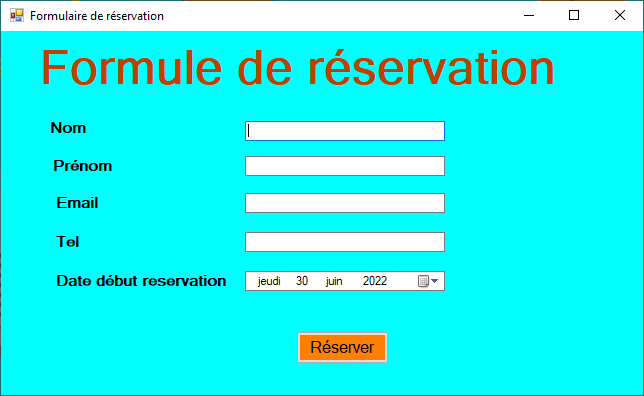 Formulaire de réservation
Formule de réservation
Nom
Prénom
Email
Tel
Date début reservation jeudi 30 juin 2022
Réserver